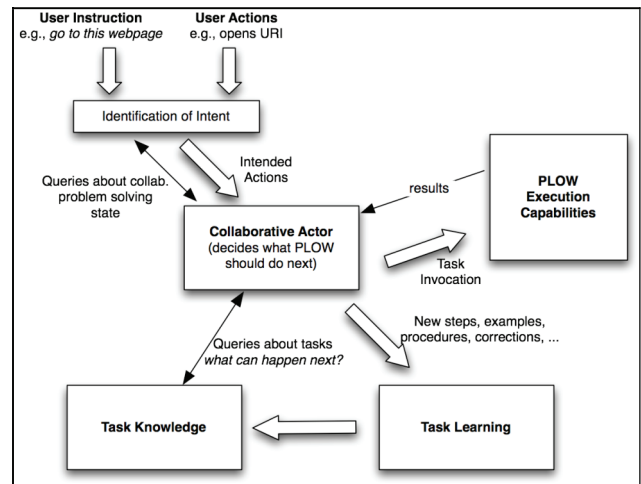 User Instruction
e.g., go to this webpage
User Actions
e.g., opens URI
Identification of Intent
Queries about collab.
problem solving
state
Intended
Actions
results
PLOW
Execution
Capabilities
Collaborative Actor
(decides what PLOW
should do next)
Task
Invocation
New steps, examples,
procedures, corrections, ...
Queries about tasks
what can happen next?
Task Knowledge
Task Learning